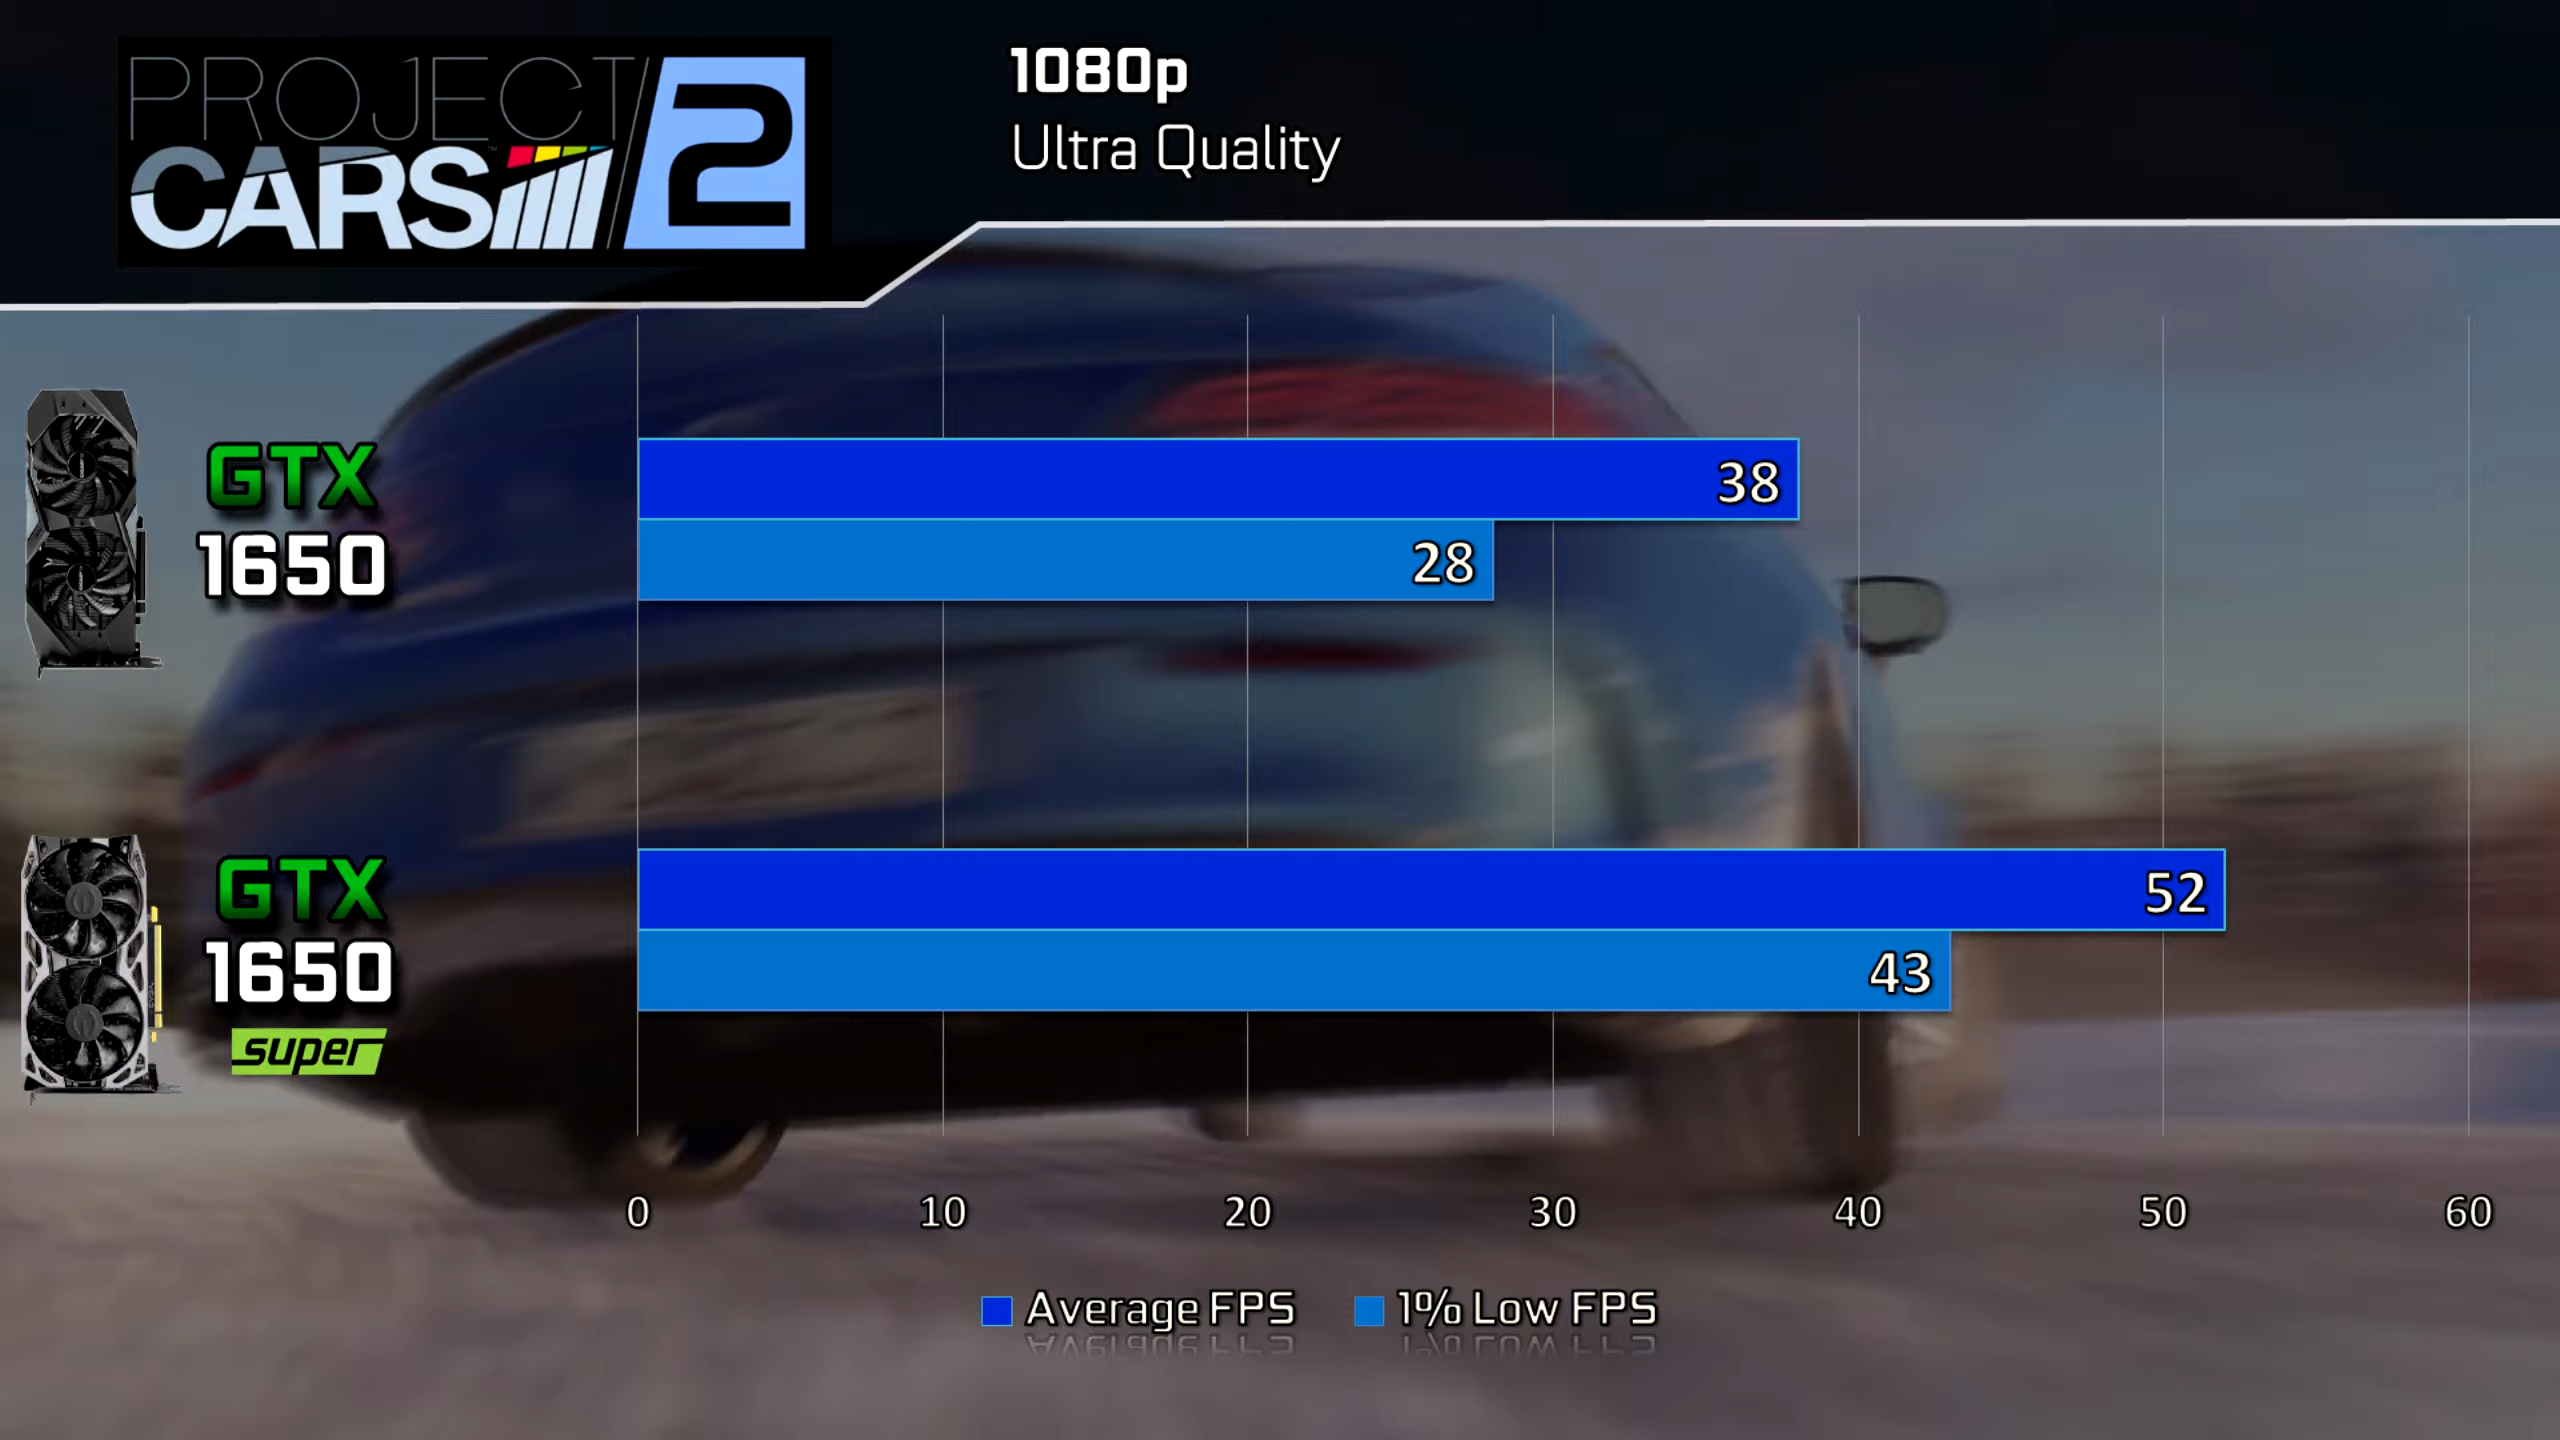 PROJECT
CARS 2
1080p
Ultra Quality
GTX
1650
38
28
GTX
1650
super
52
43
0 10 20 30 40 50 60
Average FPS 1% Low FPS